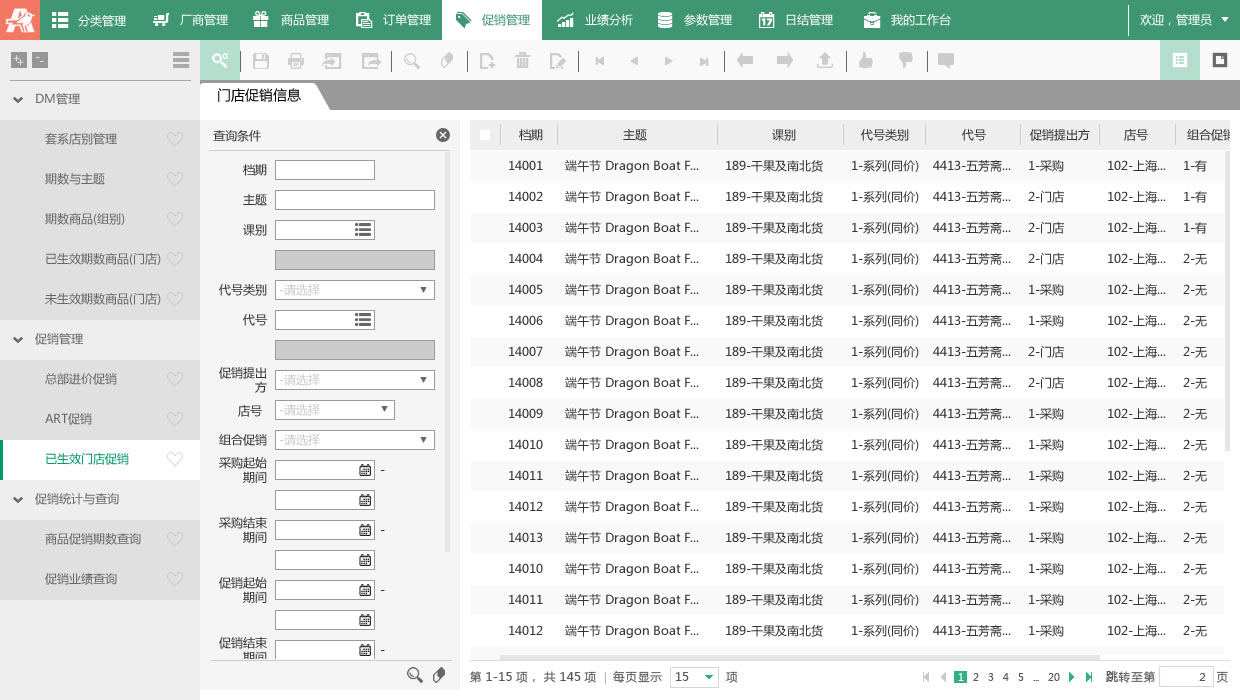 分类管理 厂商管理 商品管理 订单管理 促销管理 业绩分析 参数管理 日结管理 我的工作台 欢迎，管理员
DM管理
套系店别管理
期数与主题
期数商品(组别)
已生效期数商品(门店)
未生效期数商品(门店)
促销管理
总部进价促销
ART促销
已生效门店促销
促销统计与查询
商品促销期数查询
促销业绩查询
门店促销信息
查询条件
档期
主题
课别
代号类别 -请选择
代号
促销提出方 -请选择
店号 -请选择
组合促销 -请选择
采购起始期间 -
采购结束期间 -
促销起始期间 -
促销结束期间 -
档期 主题 课别 代号类别 代号 促销提出方 店号 组合促销
14001 端午节 Dragon Boat F... 189-干果及南北货 1-系列(同价) 4413-五芳斋... 1-采购 102-上海... 1-有
14002 端午节 Dragon Boat F... 189-干果及南北货 1-系列(同价) 4413-五芳斋... 2-门店 102-上海... 1-有
14003 端午节 Dragon Boat F... 189-干果及南北货 1-系列(同价) 4413-五芳斋... 2-门店 102-上海... 1-有
14004 端午节 Dragon Boat F... 189-干果及南北货 1-系列(同价) 4413-五芳斋... 2-门店 102-上海... 2-无
14005 端午节 Dragon Boat F... 189-干果及南北货 1-系列(同价) 4413-五芳斋... 1-采购 102-上海... 2-无
14006 端午节 Dragon Boat F... 189-干果及南北货 1-系列(同价) 4413-五芳斋... 1-采购 102-上海... 2-无
14007 端午节 Dragon Boat F... 189-干果及南北货 1-系列(同价) 4413-五芳斋... 2-门店 102-上海... 2-无
14008 端午节 Dragon Boat F... 189-干果及南北货 1-系列(同价) 4413-五芳斋... 2-门店 102-上海... 2-无
14009 端午节 Dragon Boat F... 189-干果及南北货 1-系列(同价) 4413-五芳斋... 1-采购 102-上海... 2-无
14010 端午节 Dragon Boat F... 189-干果及南北货 1-系列(同价) 4413-五芳斋... 1-采购 102-上海... 2-无
14011 端午节 Dragon Boat F... 189-干果及南北货 1-系列(同价) 4413-五芳斋... 1-采购 102-上海... 2-无
14012 端午节 Dragon Boat F... 189-干果及南北货 1-系列(同价) 4413-五芳斋... 1-采购 102-上海... 2-无
14013 端午节 Dragon Boat F... 189-干果及南北货 1-系列(同价) 4413-五芳斋... 1-采购 102-上海... 2-无
14010 端午节 Dragon Boat F... 189-干果及南北货 1-系列(同价) 4413-五芳斋... 1-采购 102-上海... 2-无
14011 端午节 Dragon Boat F... 189-干果及南北货 1-系列(同价) 4413-五芳斋... 1-采购 102-上海... 2-无
14012 端午节 Dragon Boat F... 189-干果及南北货 1-系列(同价) 4413-五芳斋... 1-采购 102-上海... 2-无
第 1-15 项， 共 145 项 | 每页显示 15 项 1 2 3 4 5 ... 20 跳转至第 2 页